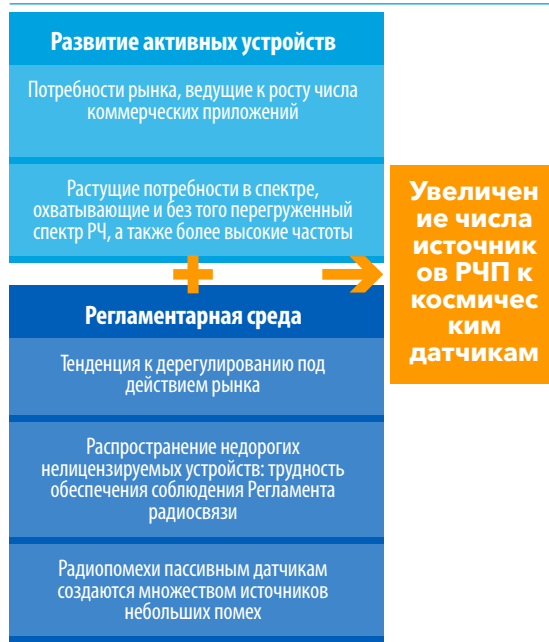 Развитие активных устройств
Потребности рынка, ведущие к росту числа
коммерческих приложений
Растущие потребности в спектре,
охватывающие и без того перегруженный
спектр РЧ, а также более высокие частоты
+
Регламентарная среда
Тенденция к дерегулированию под
действием рынка
Распространение недорогих
нелицензируемых устройств: трудность
обеспечения соблюдения Регламента
радиосвязи
Радиопомехи пассивным датчикам
создаются множеством источников
небольших помех
Увеличен
ие числа
источник
ов РЧП к
космичес
ким
датчикам